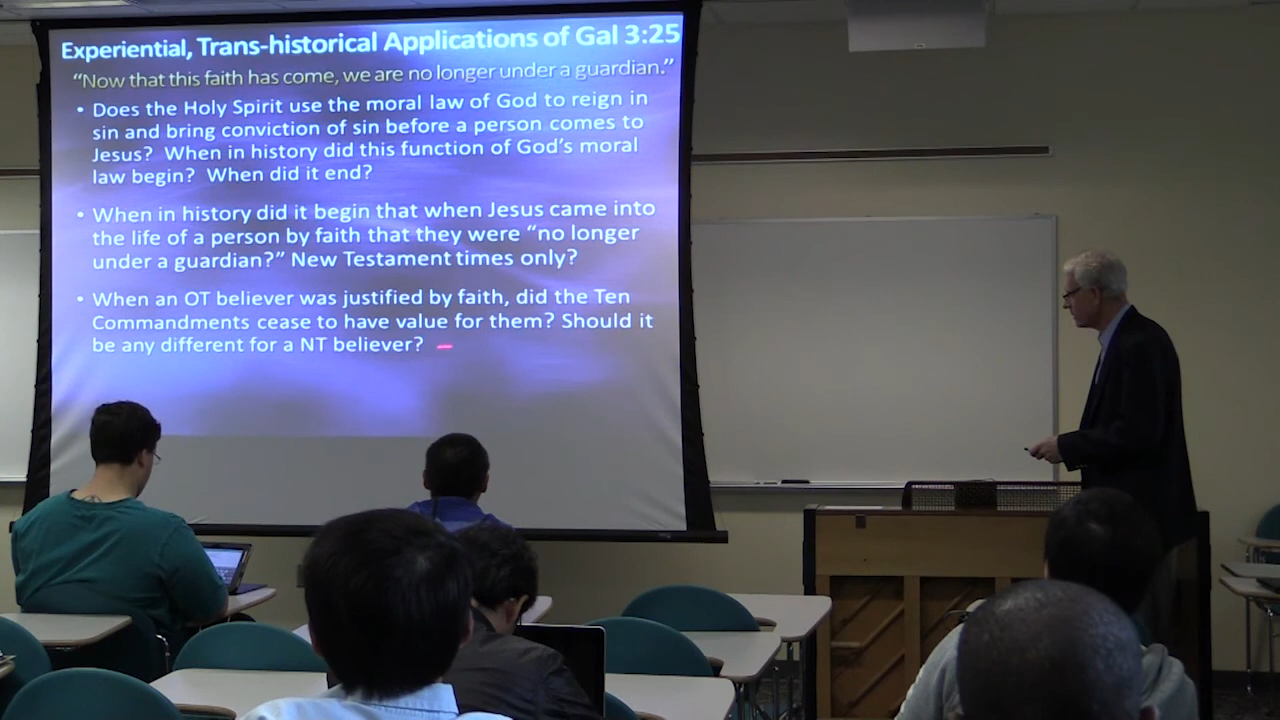 Experiential, Trans-historical Applications of Gal 3:25
“Now that this faith has come, we are no longer under a guardian.”
• Does the Holy Spirit use the moral law of God to reign in
sin and bring conviction of sin before a person comes to
Jesus? When in history did this function of God’s moral
law begin? When did it end?
• When in history did it begin that when Jesus came into
the life of a person by faith that they were “no longer
under a guardian?” New Testament times only?
• When an OT believer was justified by faith, did the Ten
Commandments cease to have value for them? Should it
be any different for a NT believer?